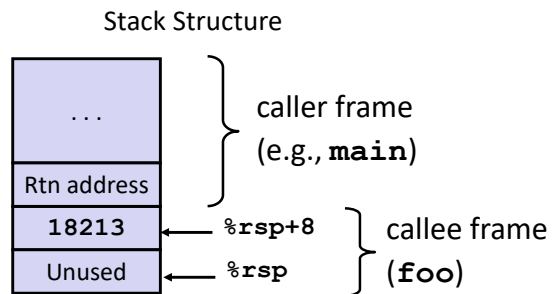 Stack Structure
. . .
caller frame
(e.g., main)
Rtn address
18213
%rsp+8
callee frame
Unused
%rsp
(foo)